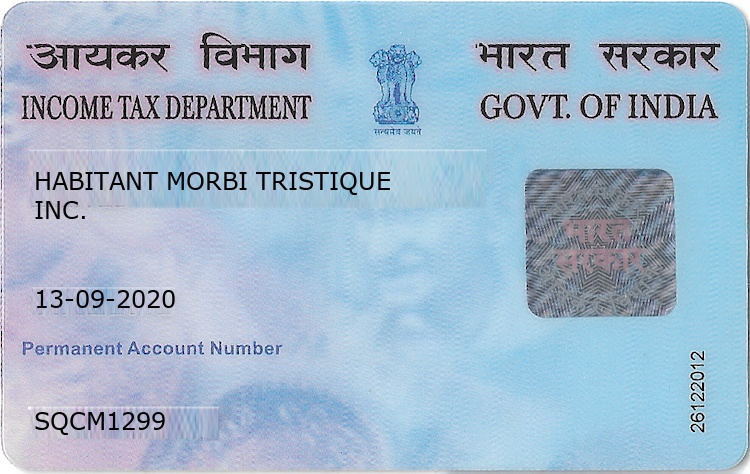 आयकर विभाग
भारत सरकार
INCOME TAX DEPARTMENT
GOVT. OF INDIA
सत्यमेव जयते
HABITANT MORBI TRISTIQUE
INC.
भारत
सरकार
13-09-2020
Permanent Account Number
SQCM1299
26122012